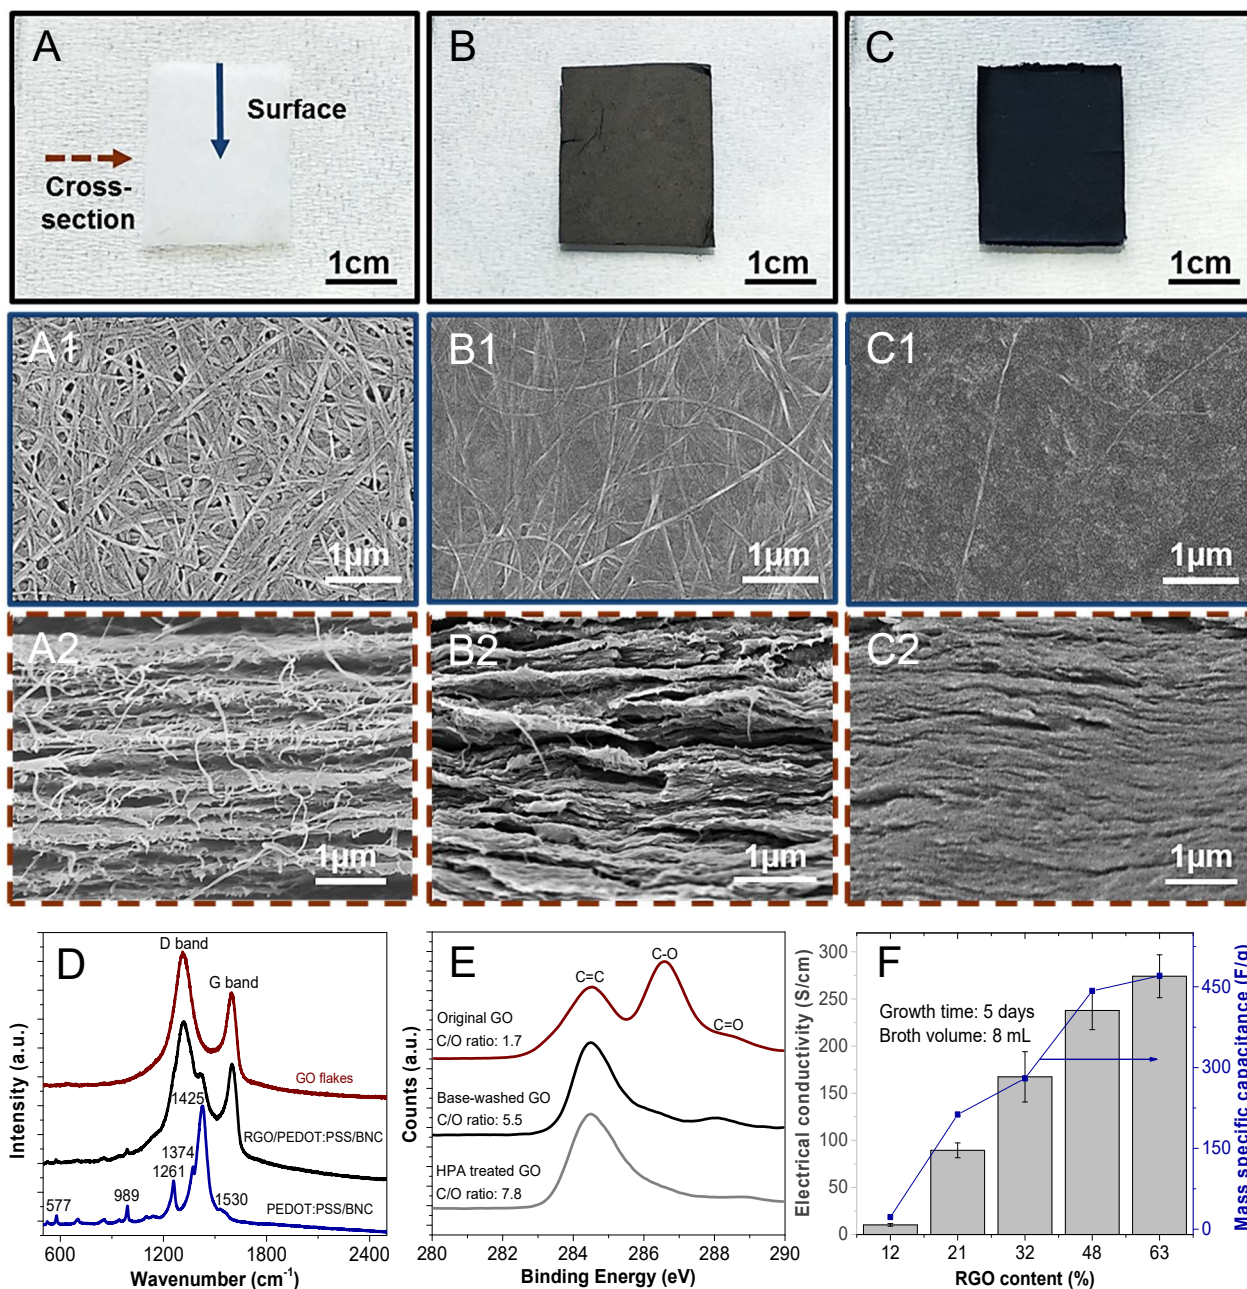 A
Surface
Cross-
section
1cm
B
1cm
C
1cm
A1
1µm
B1
1µm
C1
1µm
A2
1µm
B2
1µm
C2
1µm
D
D band
G band
GO flakes
1425
RGO/PEDOT:PSS/BNC
1374
1261
989
577
1530
PEDOT:PSS/BNC
Intensity (a.u.)
600
1200
1800
2400
Wavenumber (cm⁻¹)
E
C=C
C-O
C=O
Original GO
C/O ratio: 1.7
Base-washed GO
C/O ratio: 5.5
HPA treated GO
C/O ratio: 7.8
Counts (a.u.)
280
282
284
286
288
290
Binding Energy (eV)
F
Growth time: 5 days
Broth volume: 8 mL
Electrical conductivity (S/cm)
300
250
200
150
100
50
0
Mass specific capacitance (F/g)
450
300
150
0
12
21
32
48
63
RGO content (%)